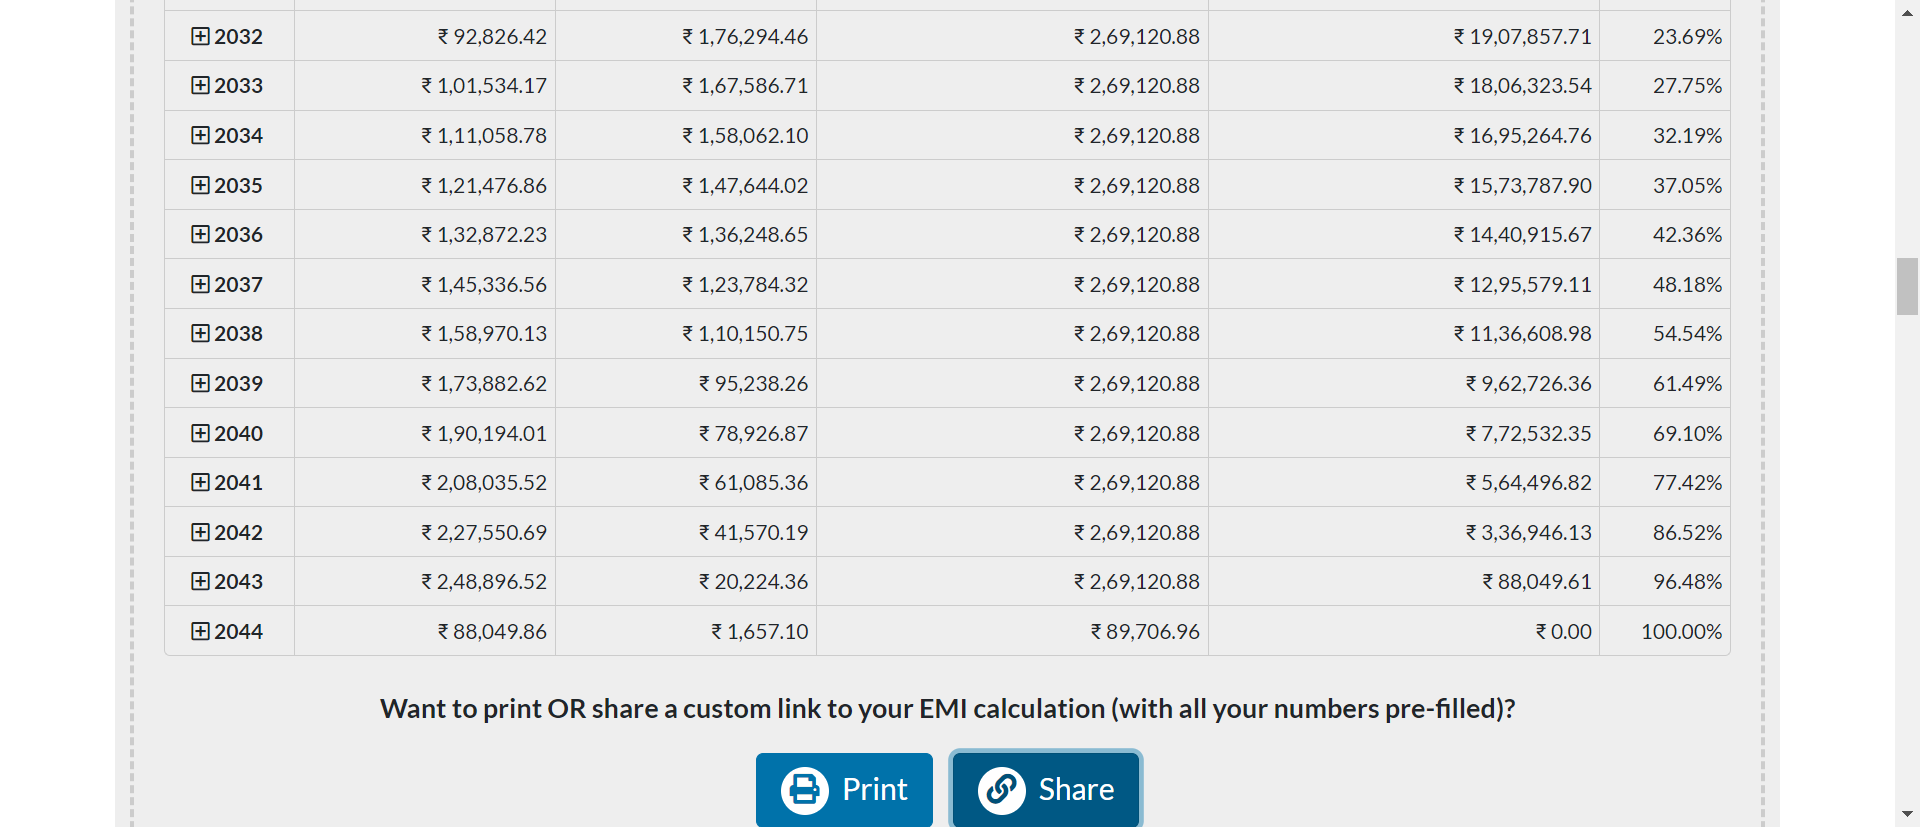 2032 ₹ 92,826.42 ₹ 1,76,294.46 ₹ 2,69,120.88 ₹ 19,07,857.71 23.69%
2033 ₹ 1,01,534.17 ₹ 1,67,586.71 ₹ 2,69,120.88 ₹ 18,06,323.54 27.75%
2034 ₹ 1,11,058.78 ₹ 1,58,062.10 ₹ 2,69,120.88 ₹ 16,95,264.76 32.19%
2035 ₹ 1,21,476.86 ₹ 1,47,644.02 ₹ 2,69,120.88 ₹ 15,73,787.90 37.05%
2036 ₹ 1,32,872.23 ₹ 1,36,248.65 ₹ 2,69,120.88 ₹ 14,40,915.67 42.36%
2037 ₹ 1,45,336.56 ₹ 1,23,784.32 ₹ 2,69,120.88 ₹ 12,95,579.11 48.18%
2038 ₹ 1,58,970.13 ₹ 1,10,150.75 ₹ 2,69,120.88 ₹ 11,36,608.98 54.54%
2039 ₹ 1,73,882.62 ₹ 95,238.26 ₹ 2,69,120.88 ₹ 9,62,726.36 61.49%
2040 ₹ 1,90,194.01 ₹ 78,926.87 ₹ 2,69,120.88 ₹ 7,72,532.35 69.10%
2041 ₹ 2,08,035.52 ₹ 61,085.36 ₹ 2,69,120.88 ₹ 5,64,496.82 77.42%
2042 ₹ 2,27,550.69 ₹ 41,570.19 ₹ 2,69,120.88 ₹ 3,36,946.13 86.52%
2043 ₹ 2,48,896.52 ₹ 20,224.36 ₹ 2,69,120.88 ₹ 88,049.61 96.48%
2044 ₹ 88,049.86 ₹ 1,657.10 ₹ 89,706.96 ₹ 0.00 100.00%
Want to print OR share a custom link to your EMI calculation (with all your numbers pre-filled)?
Print Share